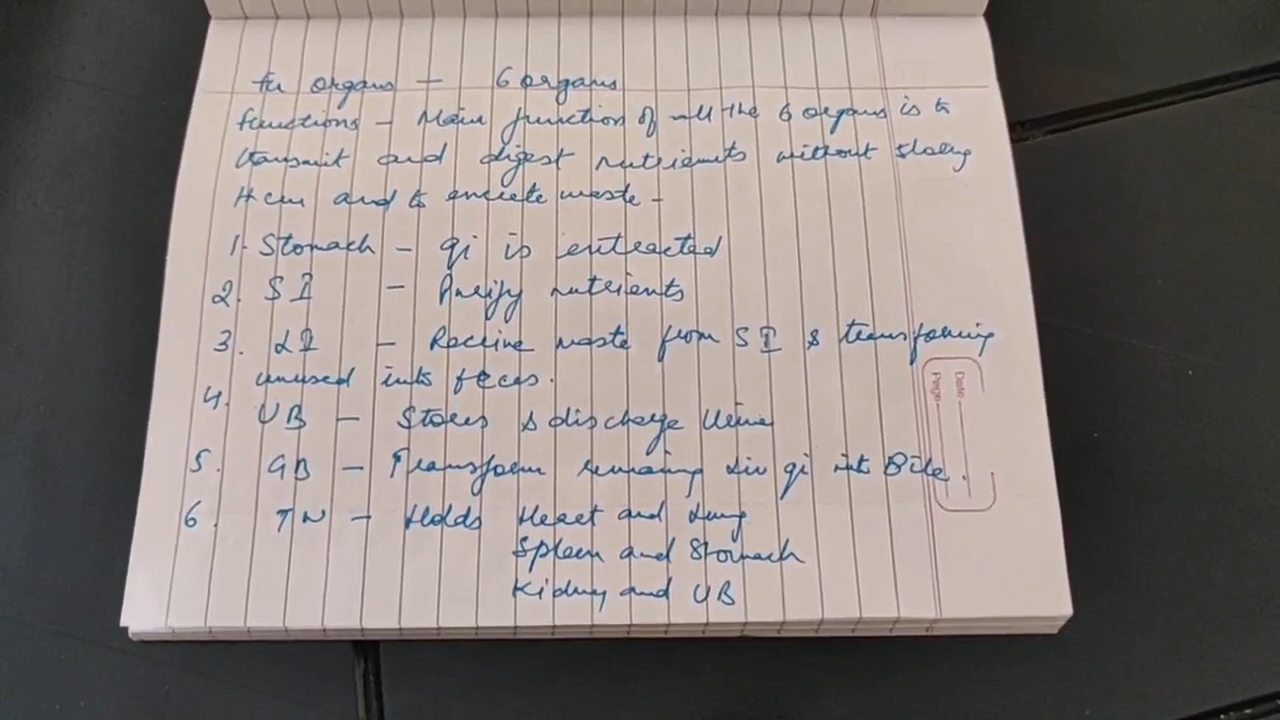 Fu organs — 6 organs
functions - Main function of all the 6 organs is to
transmit and digest nutrients without storing
them and to excrete waste -
1. Stomach - qi is extracted
2. SI - Purify nutrients
3. LI - Receive waste from SI & transforming
unused into feces.
4. UB - Stores & discharge Urine
5. GB - Transform remaining Liv qi into Bile.
6. TW - Holds Heart and Lung
Spleen and Stomach
Kidney and UB
Date
Page